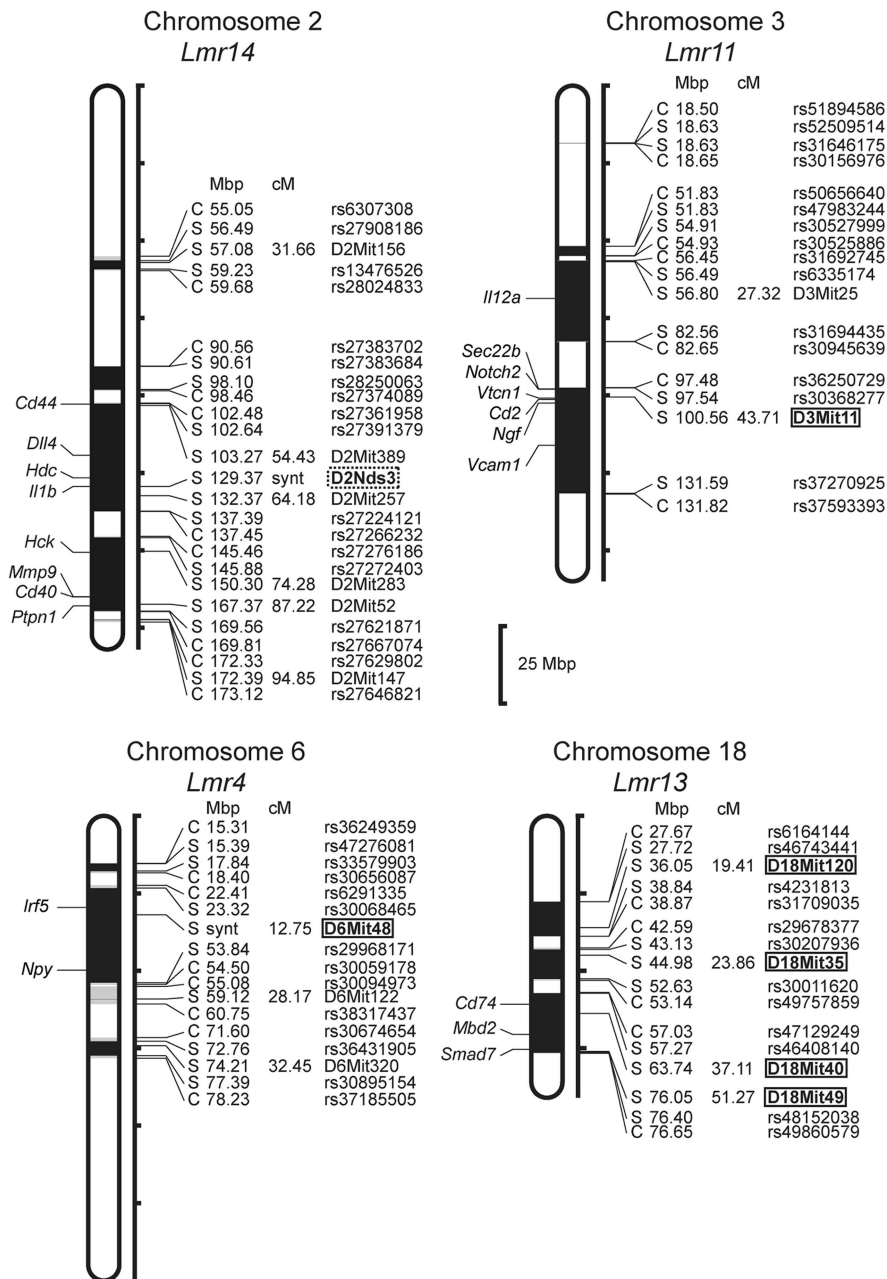 Chromosome 2
Lmr14
Mbp cM
C 55.05 rs6307308
S 56.49 rs27908186
S 57.08 31.66 D2Mit156
S 59.23 rs13476526
C 59.68 rs28024833
C 90.56 rs27383702
S 90.61 rs27383684
S 98.10 rs28250063
C 98.46 rs27374089
C 102.48 rs27361958
S 102.64 rs27391379
S 103.27 54.43 D2Mit389
S 129.37 synt D2Nds3
S 132.37 64.18 D2Mit257
S 137.39 rs27224121
C 137.45 rs27266232
C 145.46 rs27276186
S 145.88 rs27272403
S 150.30 74.28 D2Mit283
S 167.37 87.22 D2Mit52
S 169.56 rs27621871
C 169.81 rs27667074
C 172.33 rs27629802
S 172.39 94.85 D2Mit147
C 173.12 rs27646821
Cd44
Dll4
Hdc
Il1b
Hck
Mmp9
Cd40
Ptpn1
Chromosome 3
Lmr11
Mbp cM
C 18.50 rs51894586
S 18.63 rs52509514
S 18.63 rs31646175
C 18.65 rs30156976
C 51.83 rs50656640
S 51.83 rs47983244
S 54.91 rs30527999
C 54.93 rs30525886
C 56.45 rs31692745
S 56.49 rs6335174
S 56.80 27.32 D3Mit25
S 82.56 rs31694435
C 82.65 rs30945639
C 97.48 rs36250729
S 97.54 rs30368277
S 100.56 43.71 D3Mit11
S 131.59 rs37270925
C 131.82 rs37593393
Il12a
Sec22b
Notch2
Vtcn1
Cd2
Ngf
Vcam1
25 Mbp
Chromosome 6
Lmr4
Mbp cM
C 15.31 rs36249359
S 15.39 rs47276081
S 17.84 rs33579903
C 18.40 rs30656087
C 22.41 rs6291335
S 23.32 rs30068465
S synt 12.75 D6Mit48
S 53.84 rs29968171
C 54.50 rs30059178
C 55.08 rs30094973
S 59.12 28.17 D6Mit122
C 60.75 rs38317437
C 71.60 rs30674654
S 72.76 rs36431905
S 74.21 32.45 D6Mit320
S 77.39 rs30895154
C 78.23 rs37185505
Irf5
Npy
Chromosome 18
Lmr13
Mbp cM
C 27.67 rs6164144
S 27.72 rs46743441
S 36.05 19.41 D18Mit120
S 38.84 rs4231813
C 38.87 rs31709035
C 42.59 rs29678377
S 43.13 rs30207936
S 44.98 23.86 D18Mit35
S 52.63 rs30011620
C 53.14 rs49757859
C 57.03 rs47129249
S 57.27 rs46408140
S 63.74 37.11 D18Mit40
S 76.05 51.27 D18Mit49
S 76.40 rs48152038
C 76.65 rs49860579
Cd74
Mbd2
Smad7